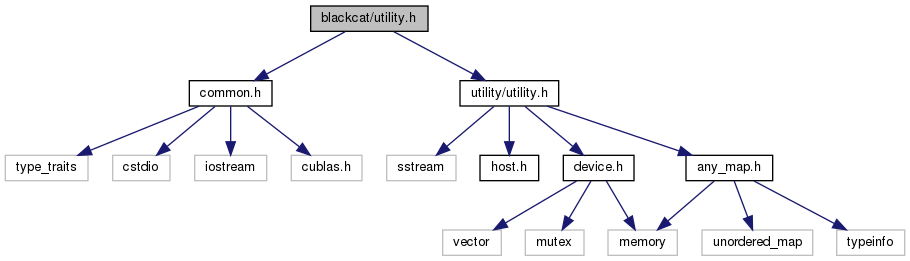 blackcat/utility.h
common.h
utility/utility.h
type_traits
cstdio
iostream
cublas.h
sstream
host.h
device.h
any_map.h
vector
mutex
memory
unordered_map
typeinfo